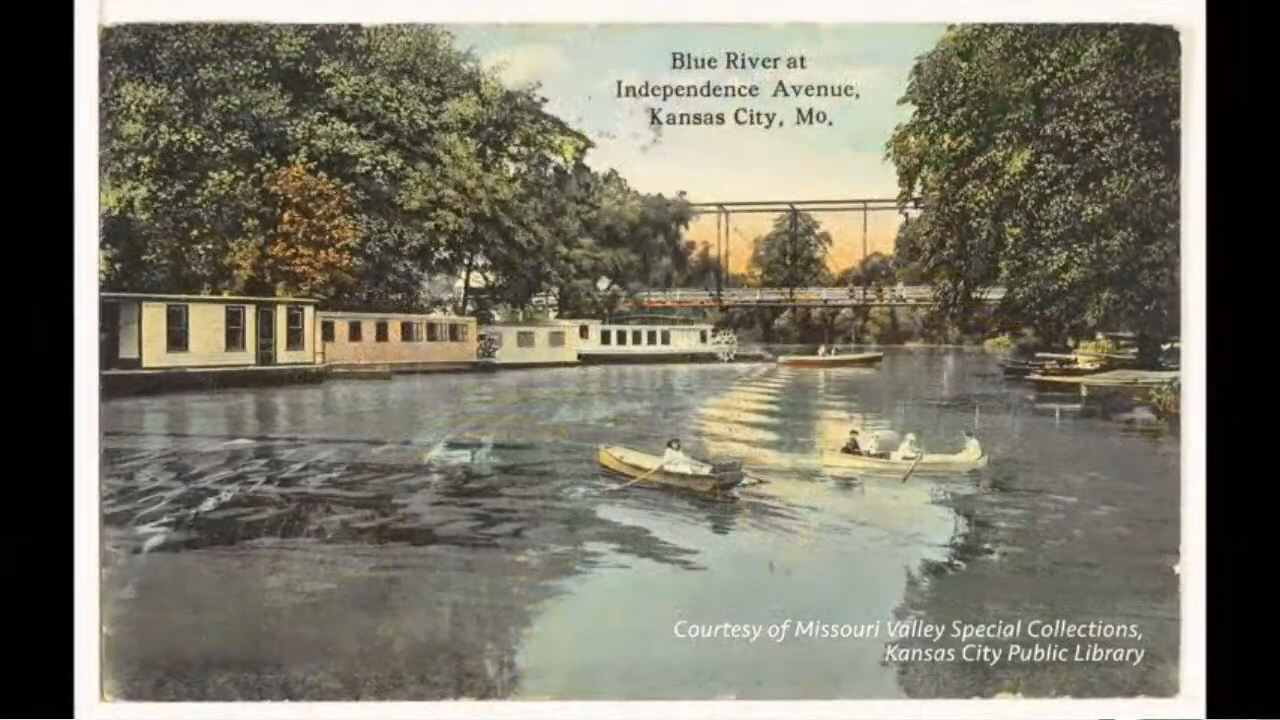 Blue River at
Independence Avenue,
Kansas City, Mo.
Courtesy of Missouri Valley Special Collections,
Kansas City Public Library